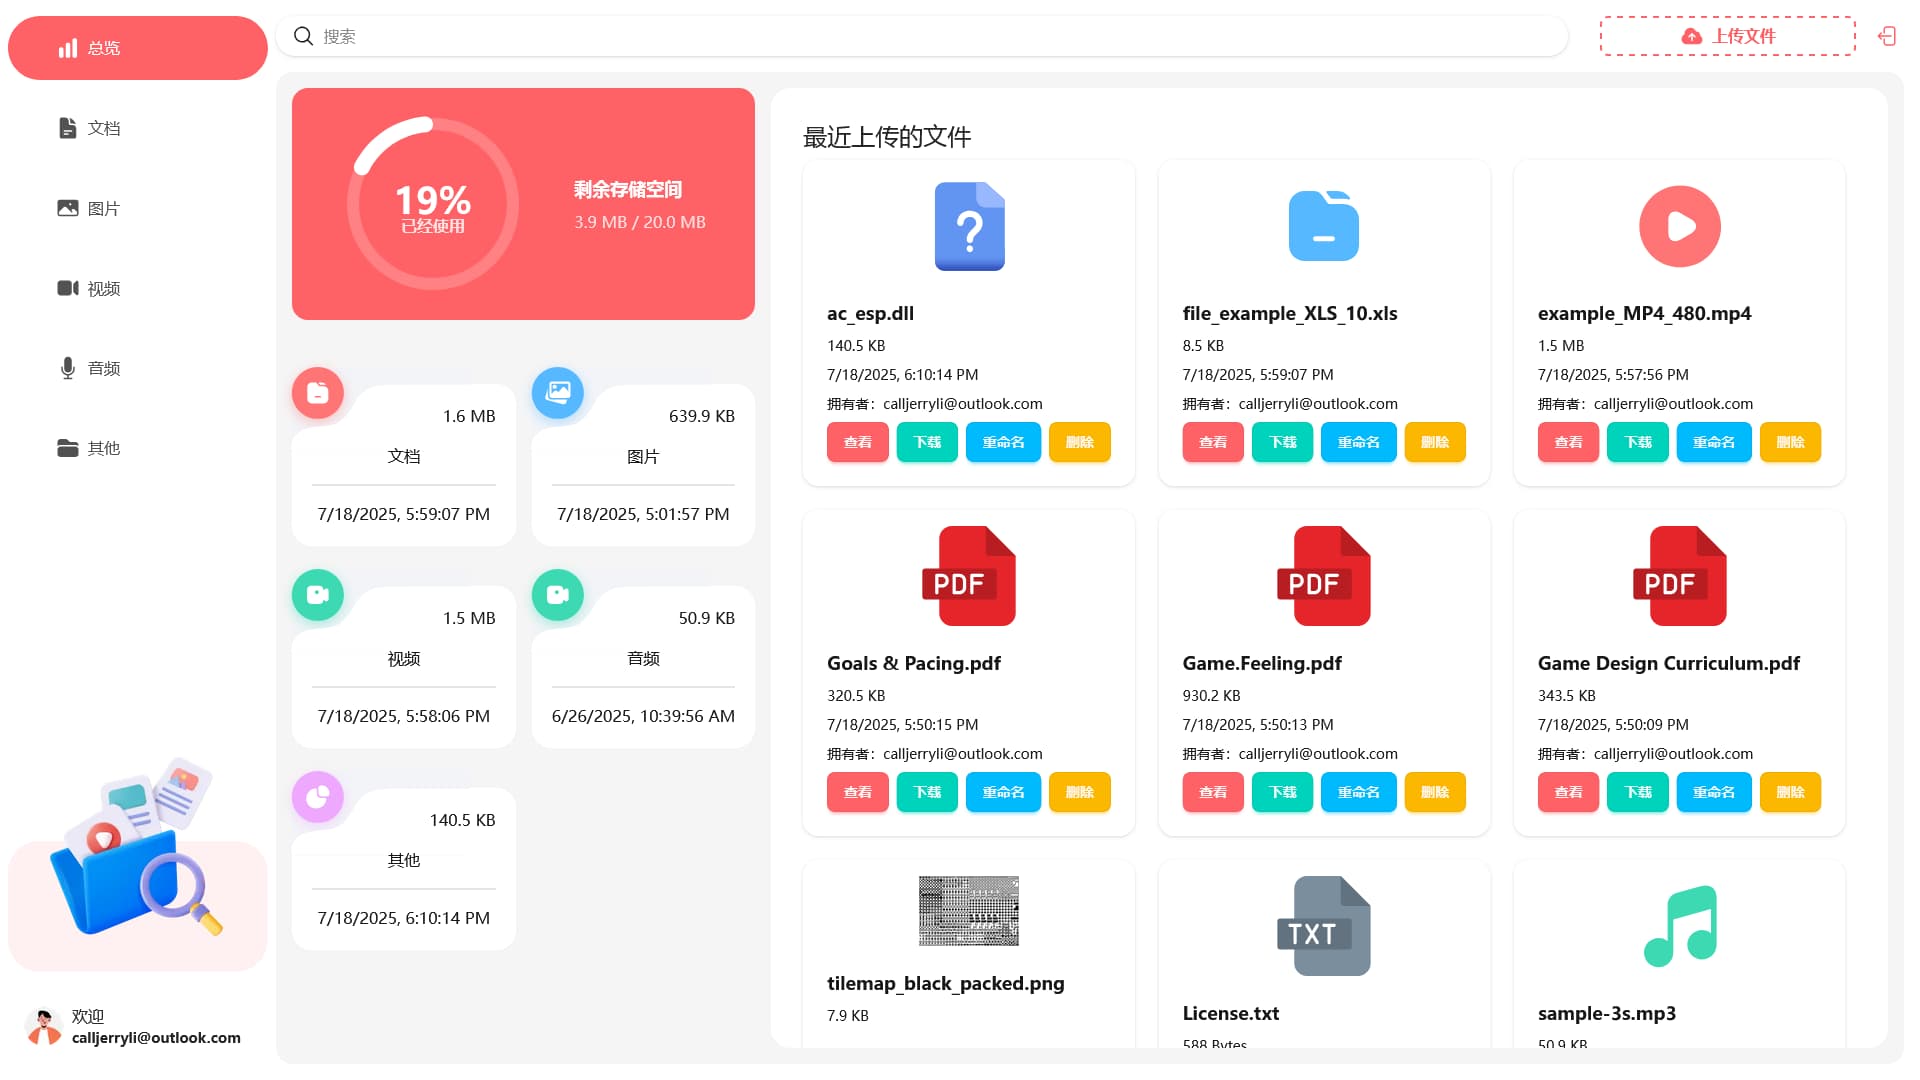 总览
文档
图片
视频
音频
其他
欢迎
calljerryli@outlook.com
搜索
上传文件
19%
已经使用
剩余存储空间
3.9 MB / 20.0 MB
1.6 MB
文档
7/18/2025, 5:59:07 PM
639.9 KB
图片
7/18/2025, 5:01:57 PM
1.5 MB
视频
7/18/2025, 5:58:06 PM
50.9 KB
音频
6/26/2025, 10:39:56 AM
140.5 KB
其他
7/18/2025, 6:10:14 PM
最近上传的文件
ac_esp.dll
140.5 KB
7/18/2025, 6:10:14 PM
拥有者：calljerryli@outlook.com
查看 下载 重命名 删除
file_example_XLS_10.xls
8.5 KB
7/18/2025, 5:59:07 PM
拥有者：calljerryli@outlook.com
查看 下载 重命名 删除
example_MP4_480.mp4
1.5 MB
7/18/2025, 5:57:56 PM
拥有者：calljerryli@outlook.com
查看 下载 重命名 删除
PDF
Goals & Pacing.pdf
320.5 KB
7/18/2025, 5:50:15 PM
拥有者：calljerryli@outlook.com
查看 下载 重命名 删除
PDF
Game.Feeling.pdf
930.2 KB
7/18/2025, 5:50:13 PM
拥有者：calljerryli@outlook.com
查看 下载 重命名 删除
PDF
Game Design Curriculum.pdf
343.5 KB
7/18/2025, 5:50:09 PM
拥有者：calljerryli@outlook.com
查看 下载 重命名 删除
tilemap_black_packed.png
7.9 KB
TXT
License.txt
588 Bytes
sample-3s.mp3
50.9 KB